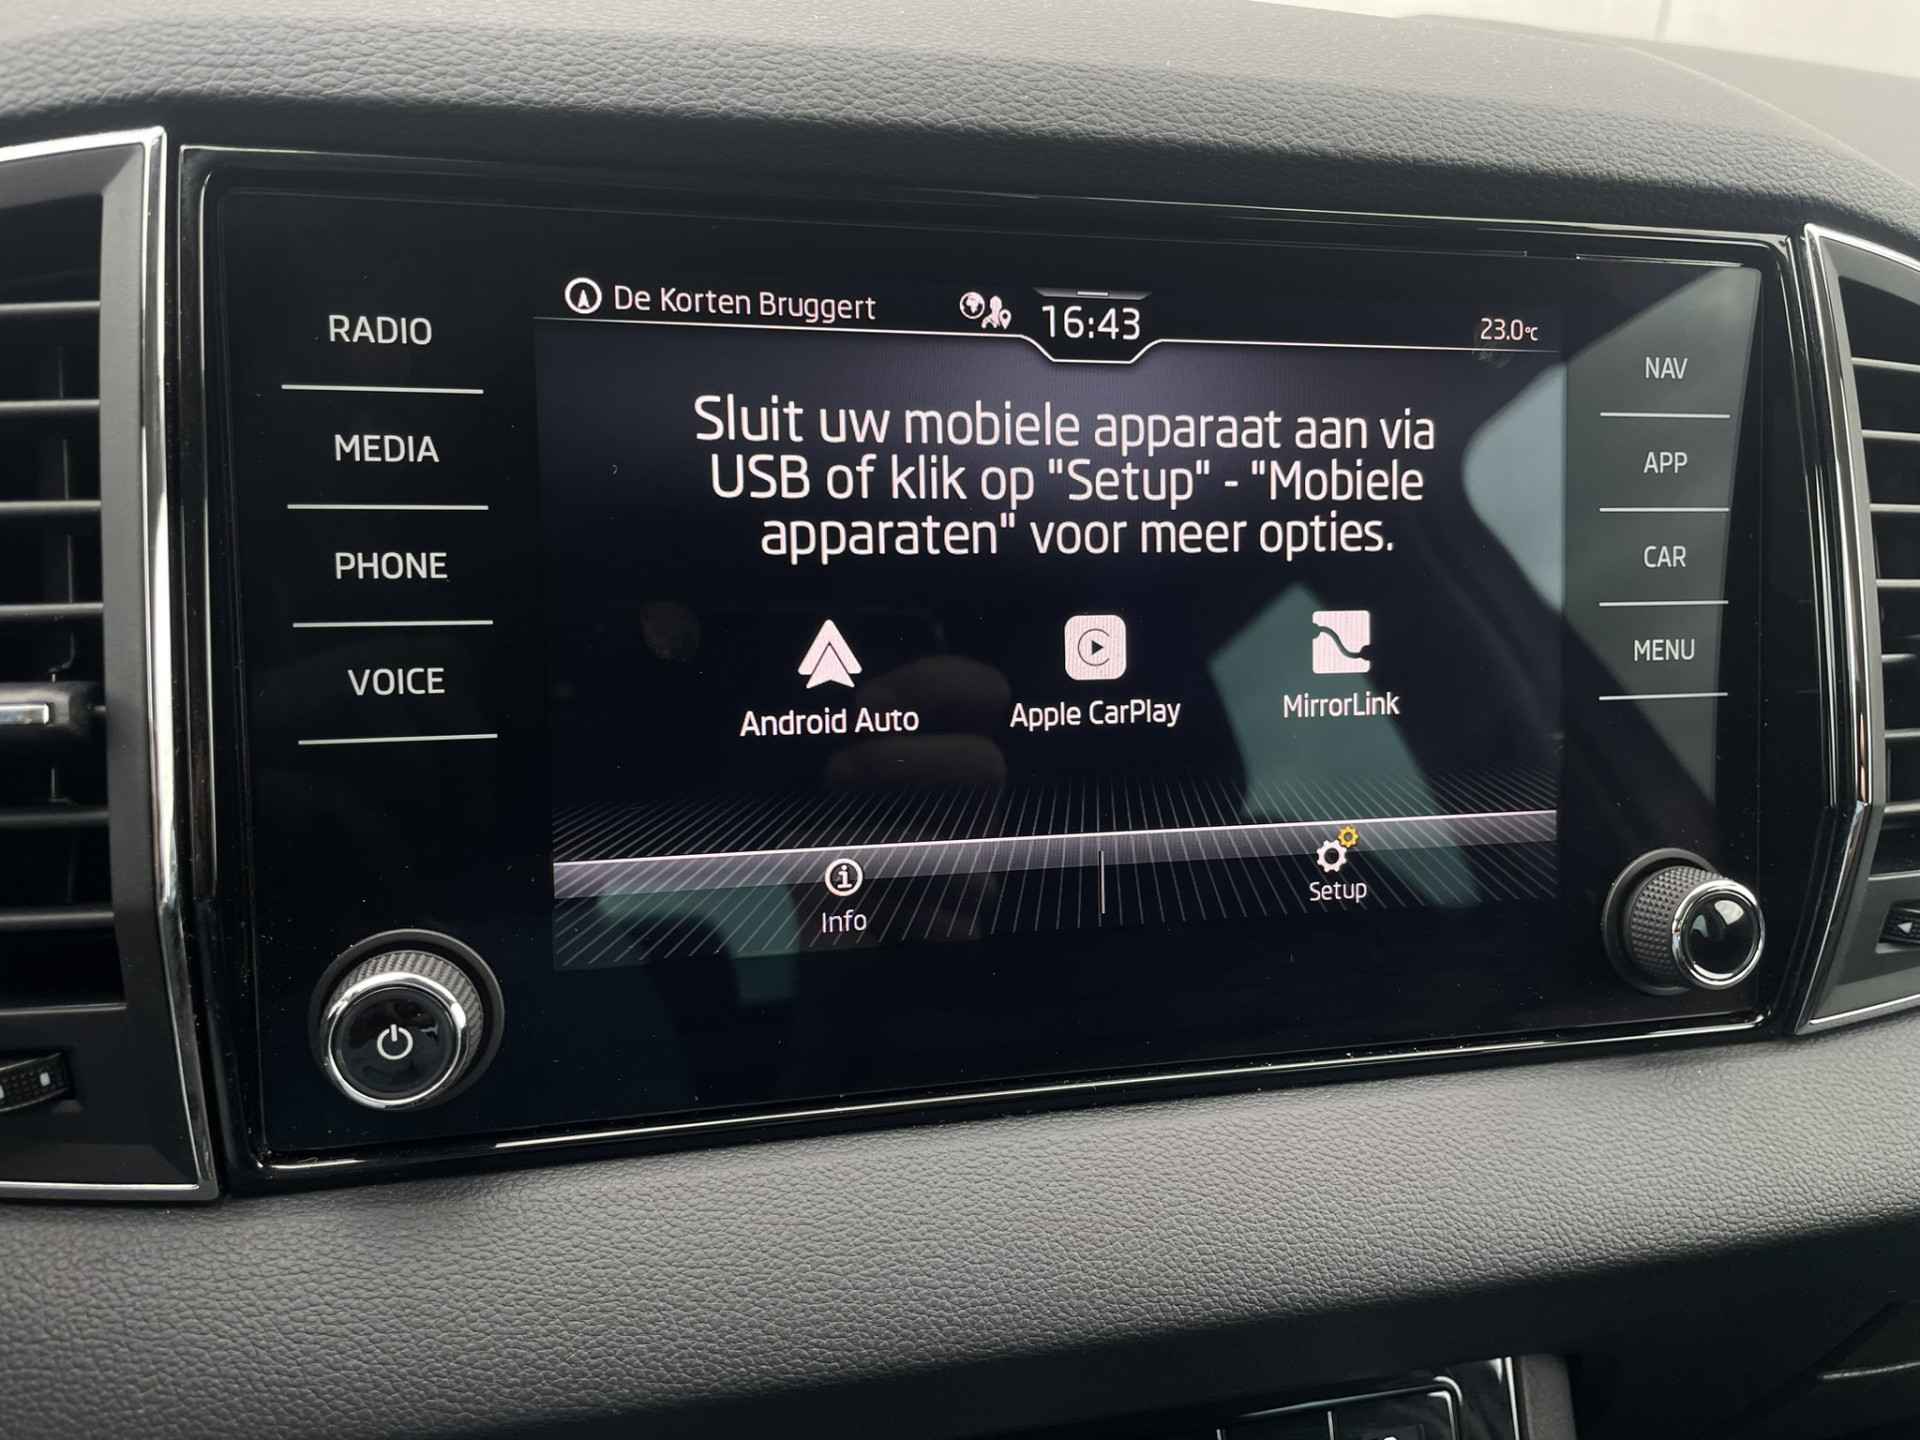 De Korten Bruggert
16:43
23.0°C
RADIO
MEDIA
PHONE
VOICE
Sluit uw mobiele apparaat aan via
USB of klik op "Setup" - "Mobiele
apparaten" voor meer opties.
Android Auto
Apple CarPlay
MirrorLink
Info
Setup
NAV
APP
CAR
MENU